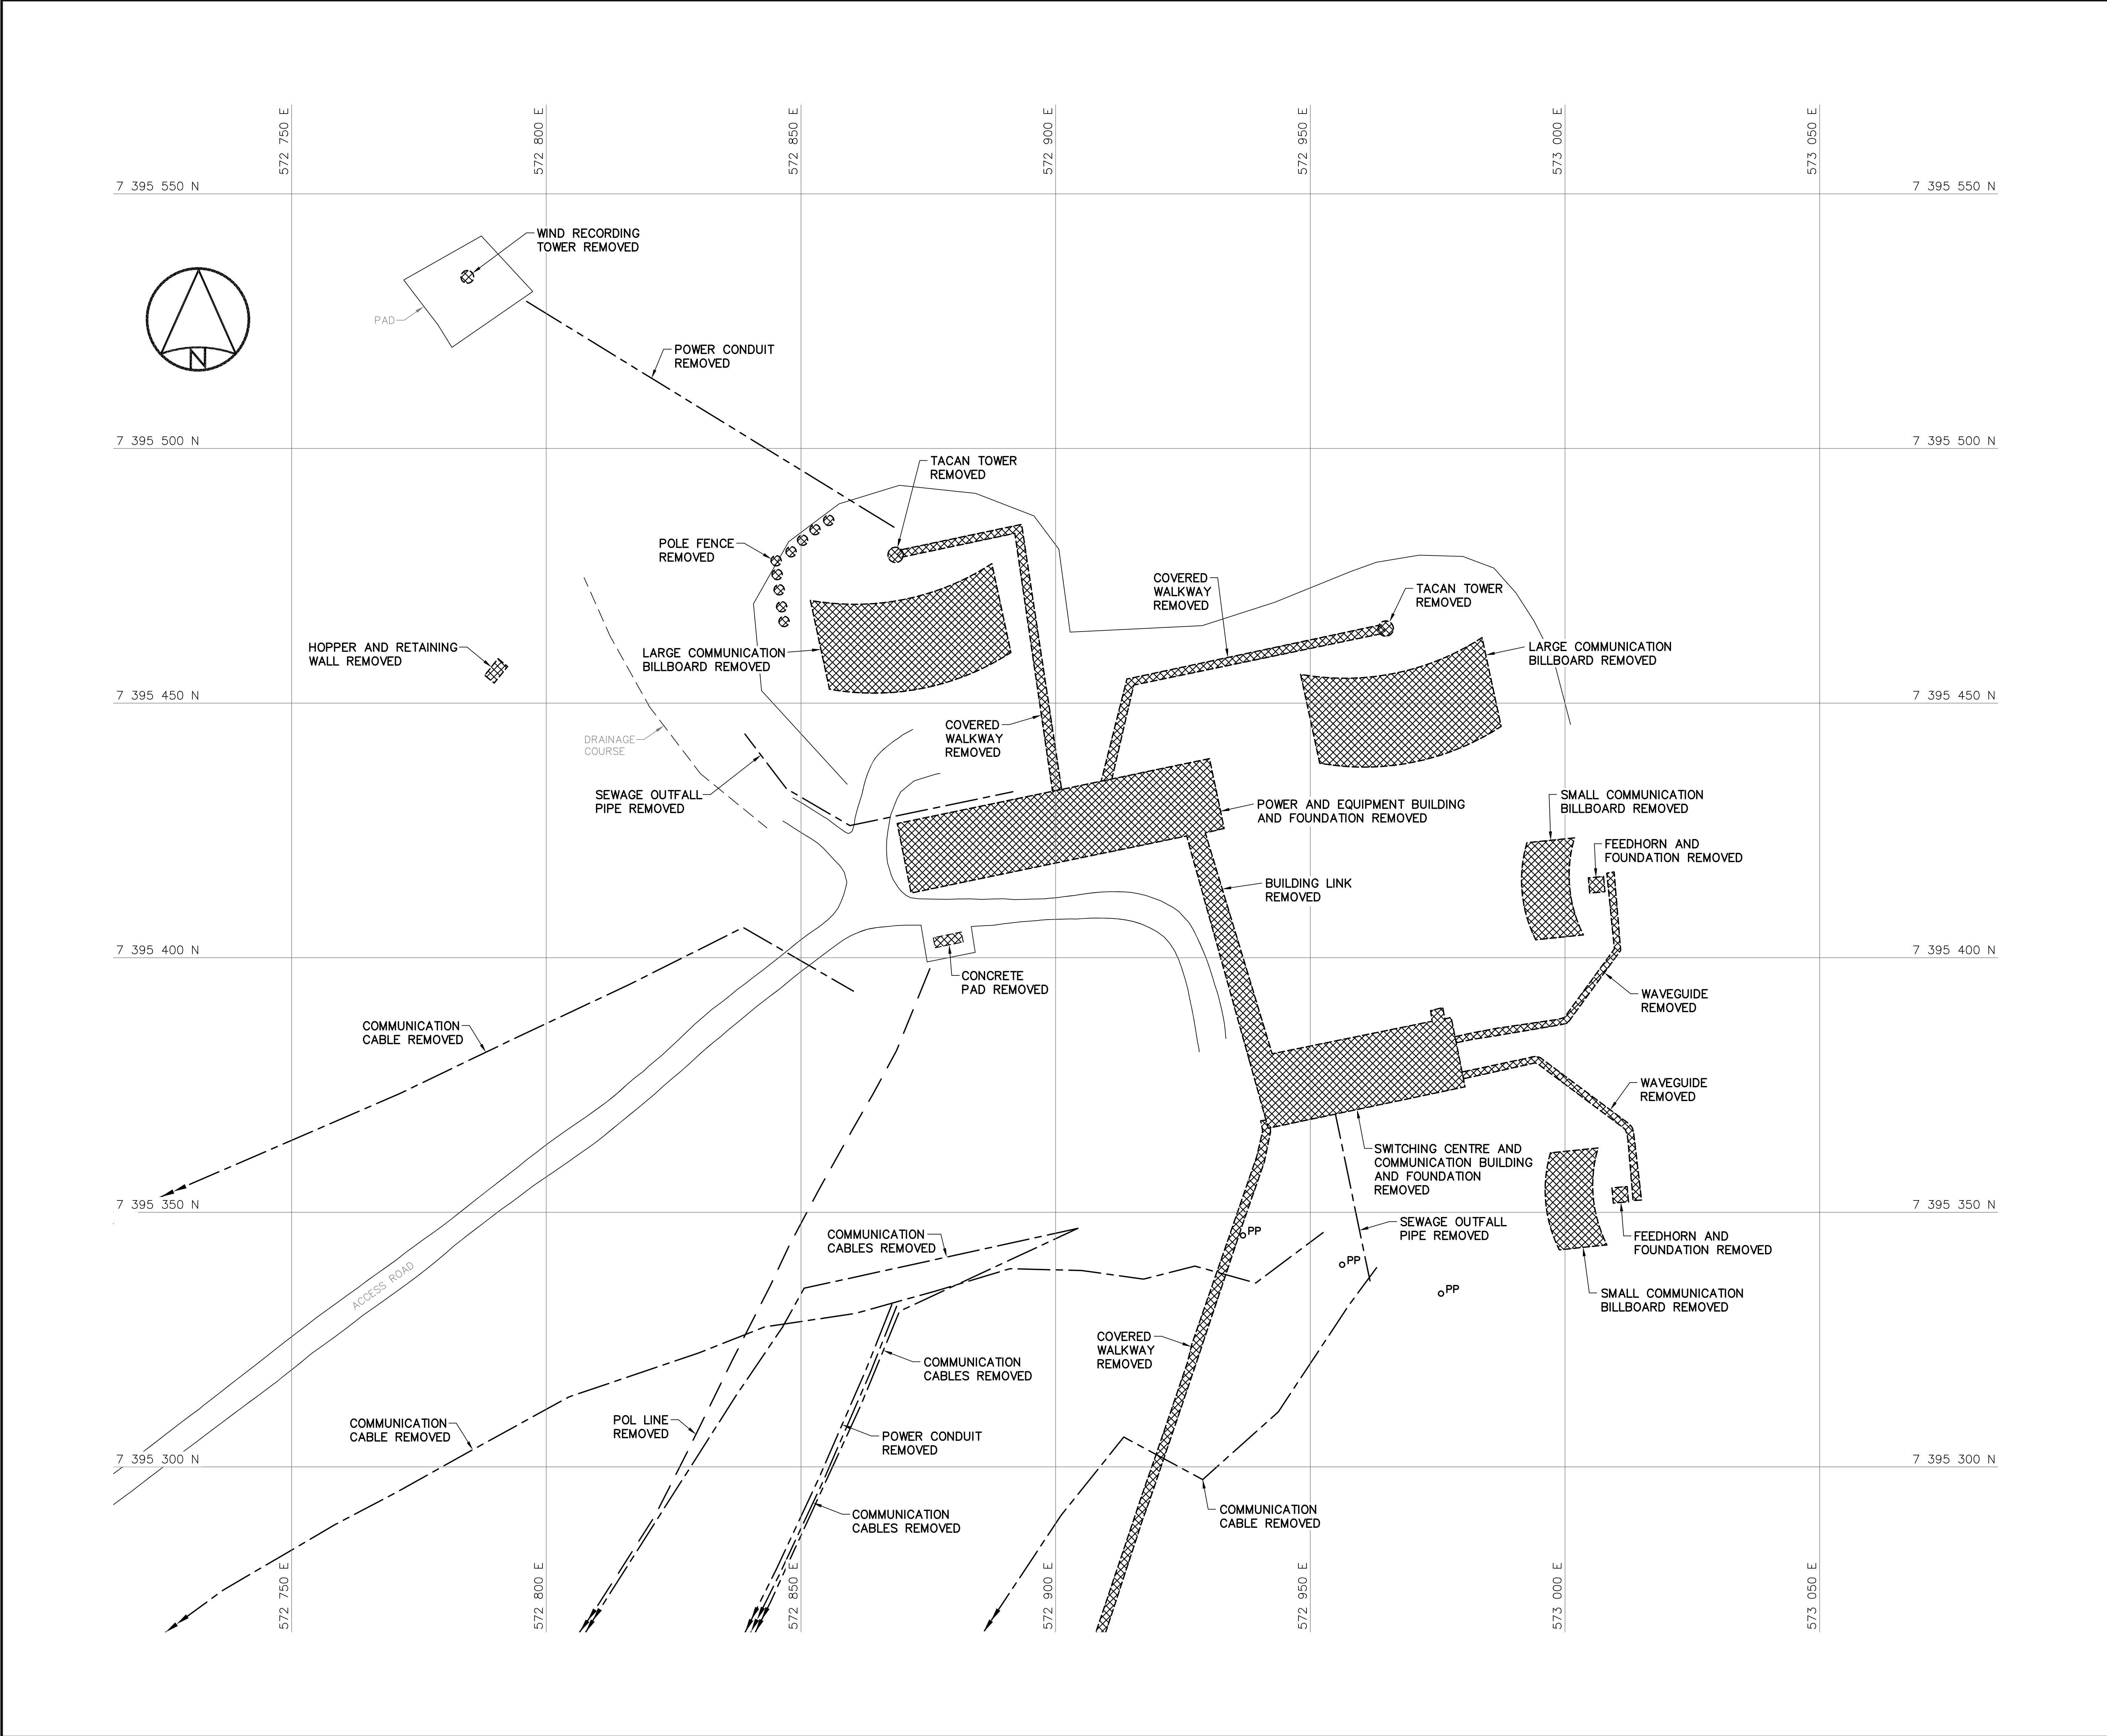 572 750 E
572 800 E
572 850 E
572 900 E
572 950 E
573 000 E
573 050 E
7 395 550 N
7 395 550 N
WIND RECORDING
TOWER REMOVED
PAD
N
POWER CONDUIT
REMOVED
7 395 500 N
7 395 500 N
TACAN TOWER
REMOVED
POLE FENCE
REMOVED
COVERED
WALKWAY
REMOVED
TACAN TOWER
REMOVED
HOPPER AND RETAINING
WALL REMOVED
LARGE COMMUNICATION
BILLBOARD REMOVED
LARGE COMMUNICATION
BILLBOARD REMOVED
7 395 450 N
7 395 450 N
DRAINAGE
COURSE
COVERED
WALKWAY
REMOVED
SEWAGE OUTFALL
PIPE REMOVED
POWER AND EQUIPMENT BUILDING
AND FOUNDATION REMOVED
SMALL COMMUNICATION
BILLBOARD REMOVED
FEEDHORN AND
FOUNDATION REMOVED
BUILDING LINK
REMOVED
7 395 400 N
7 395 400 N
CONCRETE
PAD REMOVED
WAVEGUIDE
REMOVED
COMMUNICATION
CABLE REMOVED
WAVEGUIDE
REMOVED
SWITCHING CENTRE AND
COMMUNICATION BUILDING
AND FOUNDATION
REMOVED
7 395 350 N
7 395 350 N
COMMUNICATION
CABLES REMOVED
PP
SEWAGE OUTFALL
PIPE REMOVED
FEEDHORN AND
FOUNDATION REMOVED
PP
PP
ACCESS ROAD
SMALL COMMUNICATION
BILLBOARD REMOVED
COVERED
WALKWAY
REMOVED
COMMUNICATION
CABLES REMOVED
COMMUNICATION
CABLE REMOVED
POL LINE
REMOVED
POWER CONDUIT
REMOVED
7 395 300 N
7 395 300 N
COMMUNICATION
CABLES REMOVED
COMMUNICATION
CABLE REMOVED
572 750 E
572 800 E
572 850 E
572 900 E
572 950 E
573 000 E
573 050 E